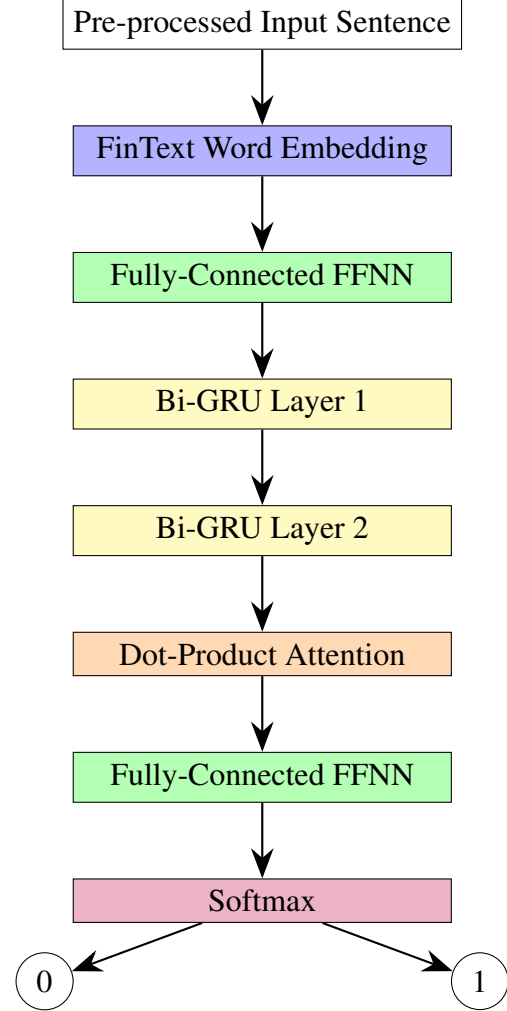 Pre-processed Input Sentence
FinText Word Embedding
Fully-Connected FFNN
Bi-GRU Layer 1
Bi-GRU Layer 2
Dot-Product Attention
Fully-Connected FFNN
Softmax
0
1